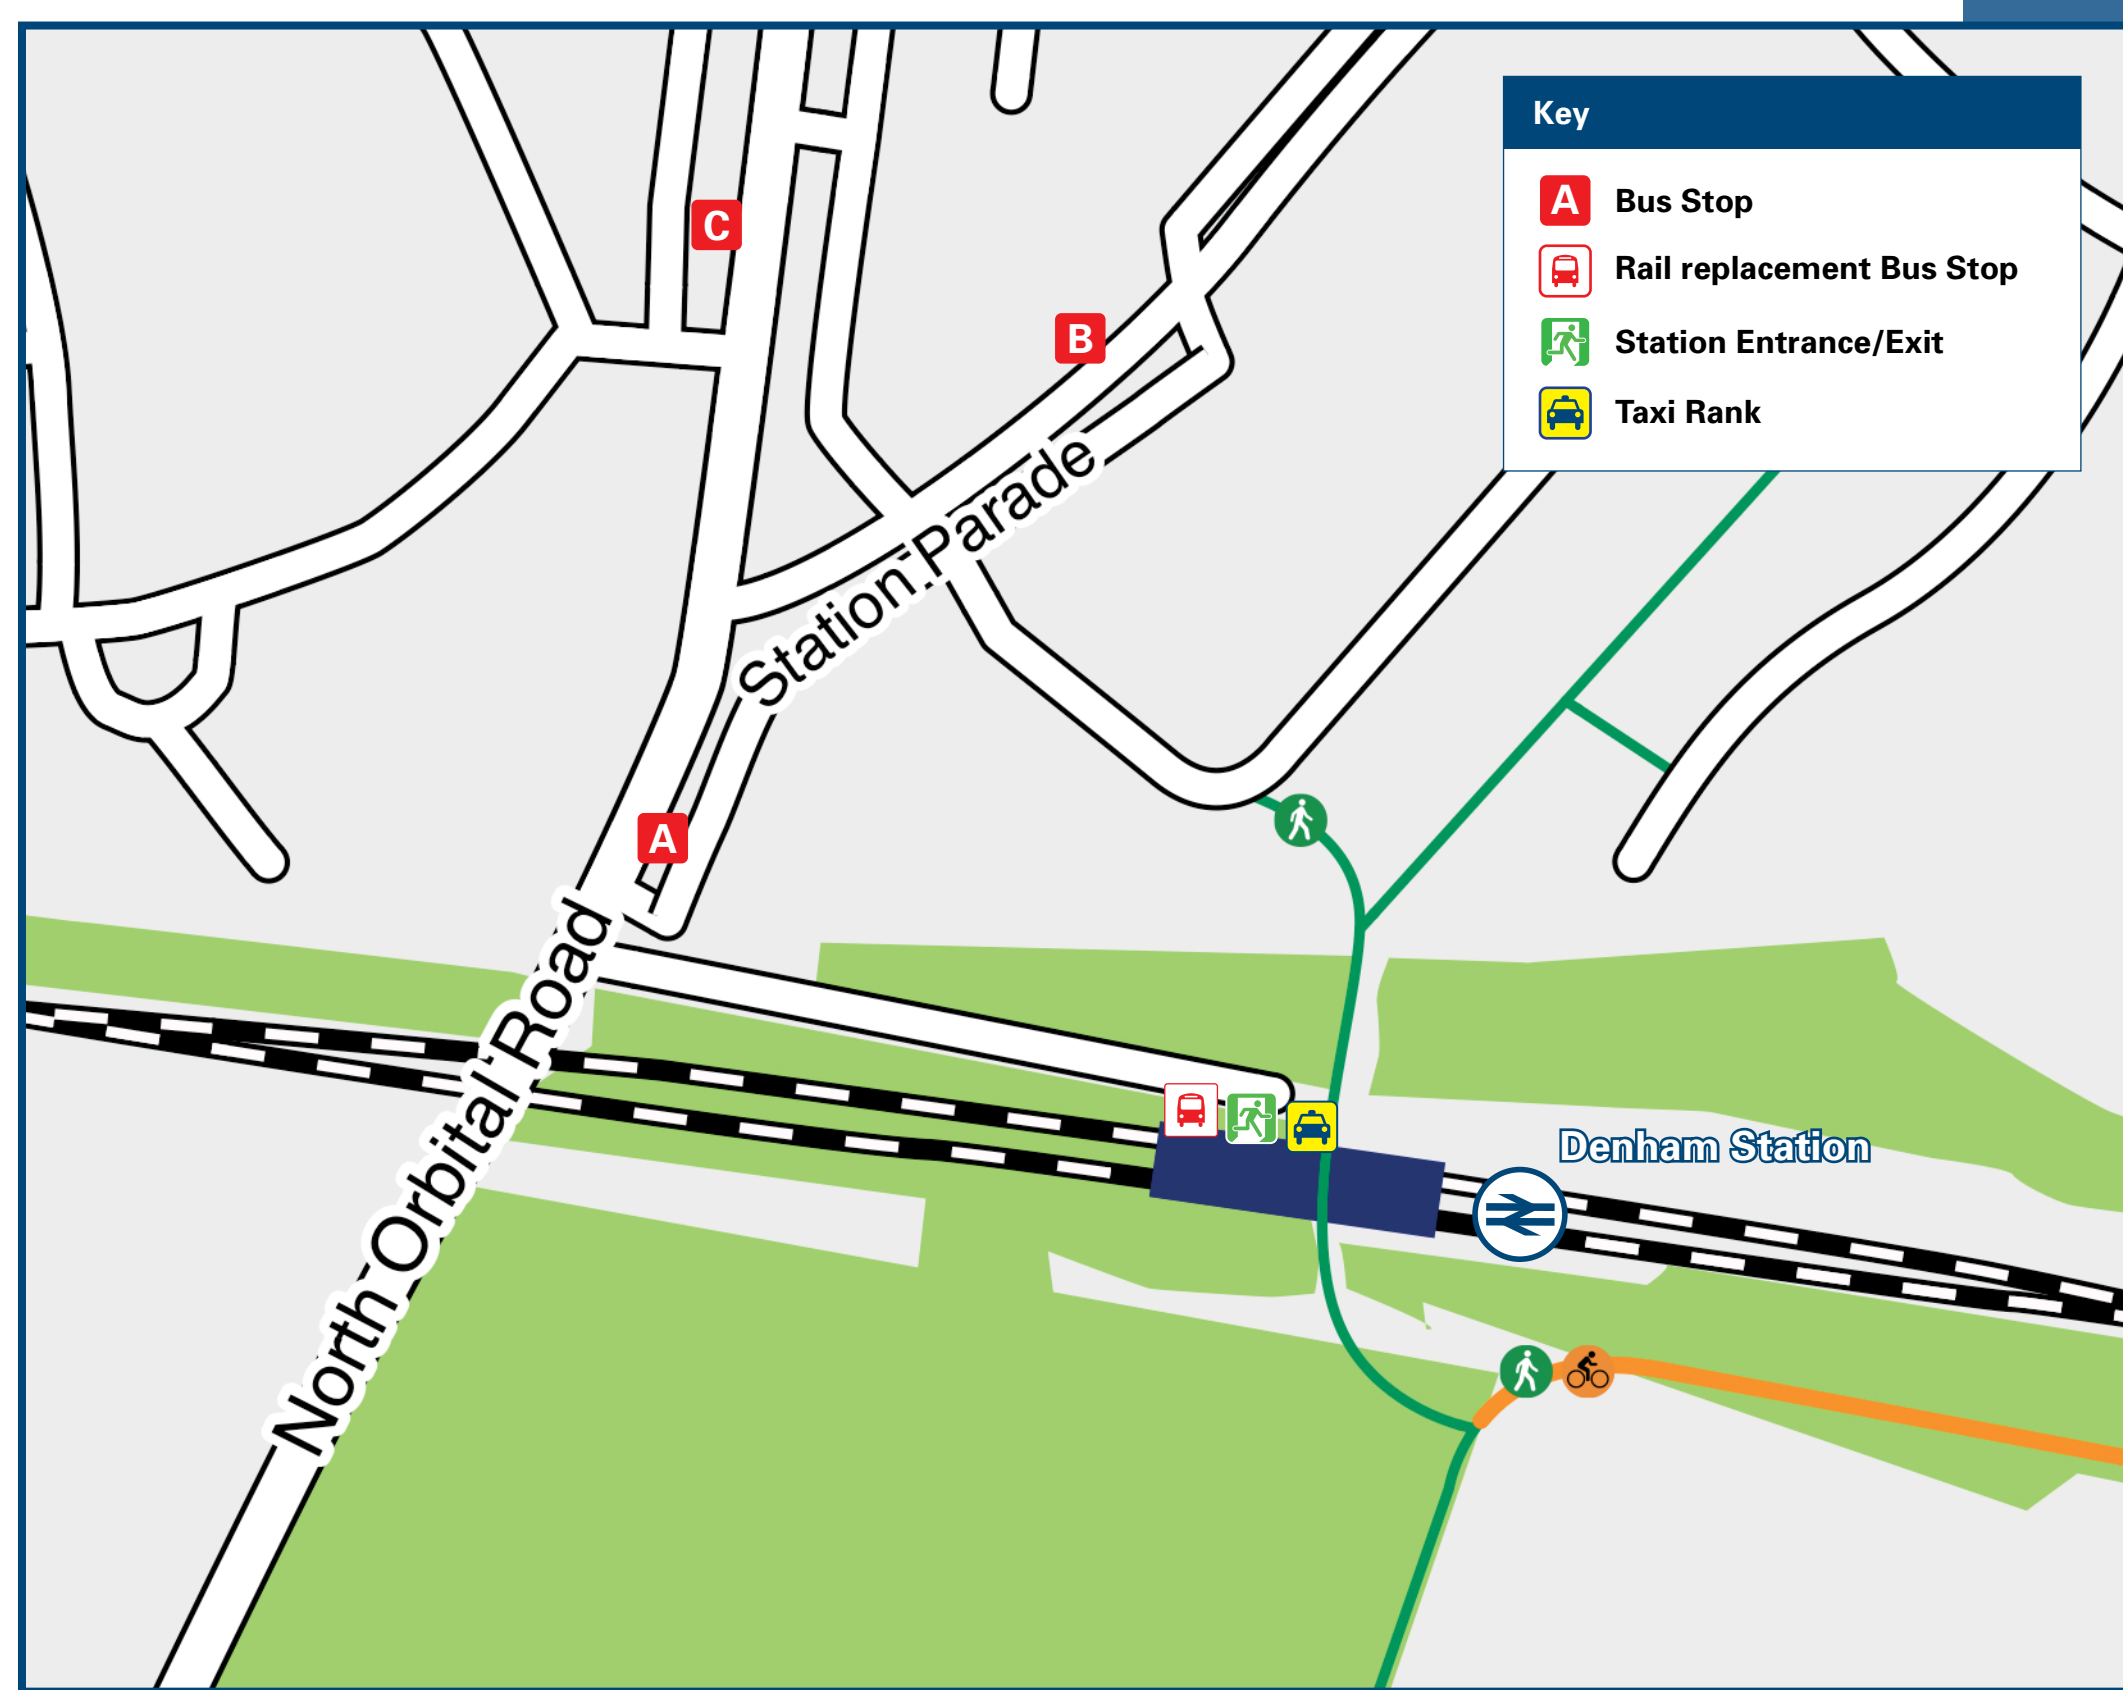 Key
A Bus Stop
Rail replacement Bus Stop
Station Entrance/Exit
Taxi Rank
C
B
Station Parade
A
North Orbital Road
Denham Station